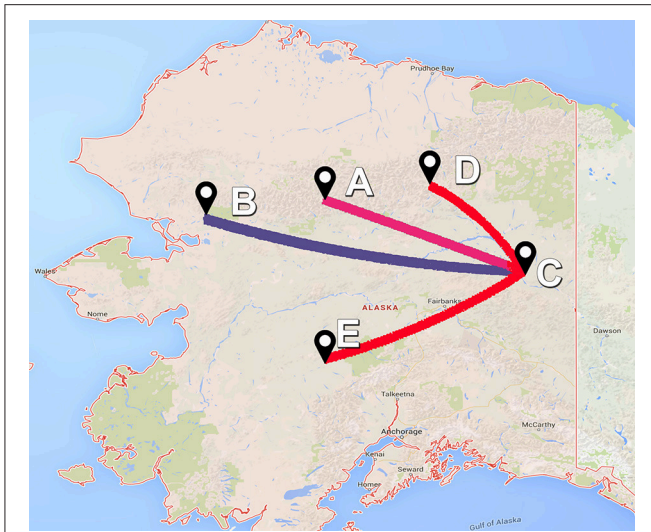 Prudhoe Bay
D
A
B
C
Wales
ALASKA
Fairbanks
Nome
E
Dawson
Talkeetna
McCarthy
Anchorage
Kenai
Seward
Homer
Gulf of Alaska